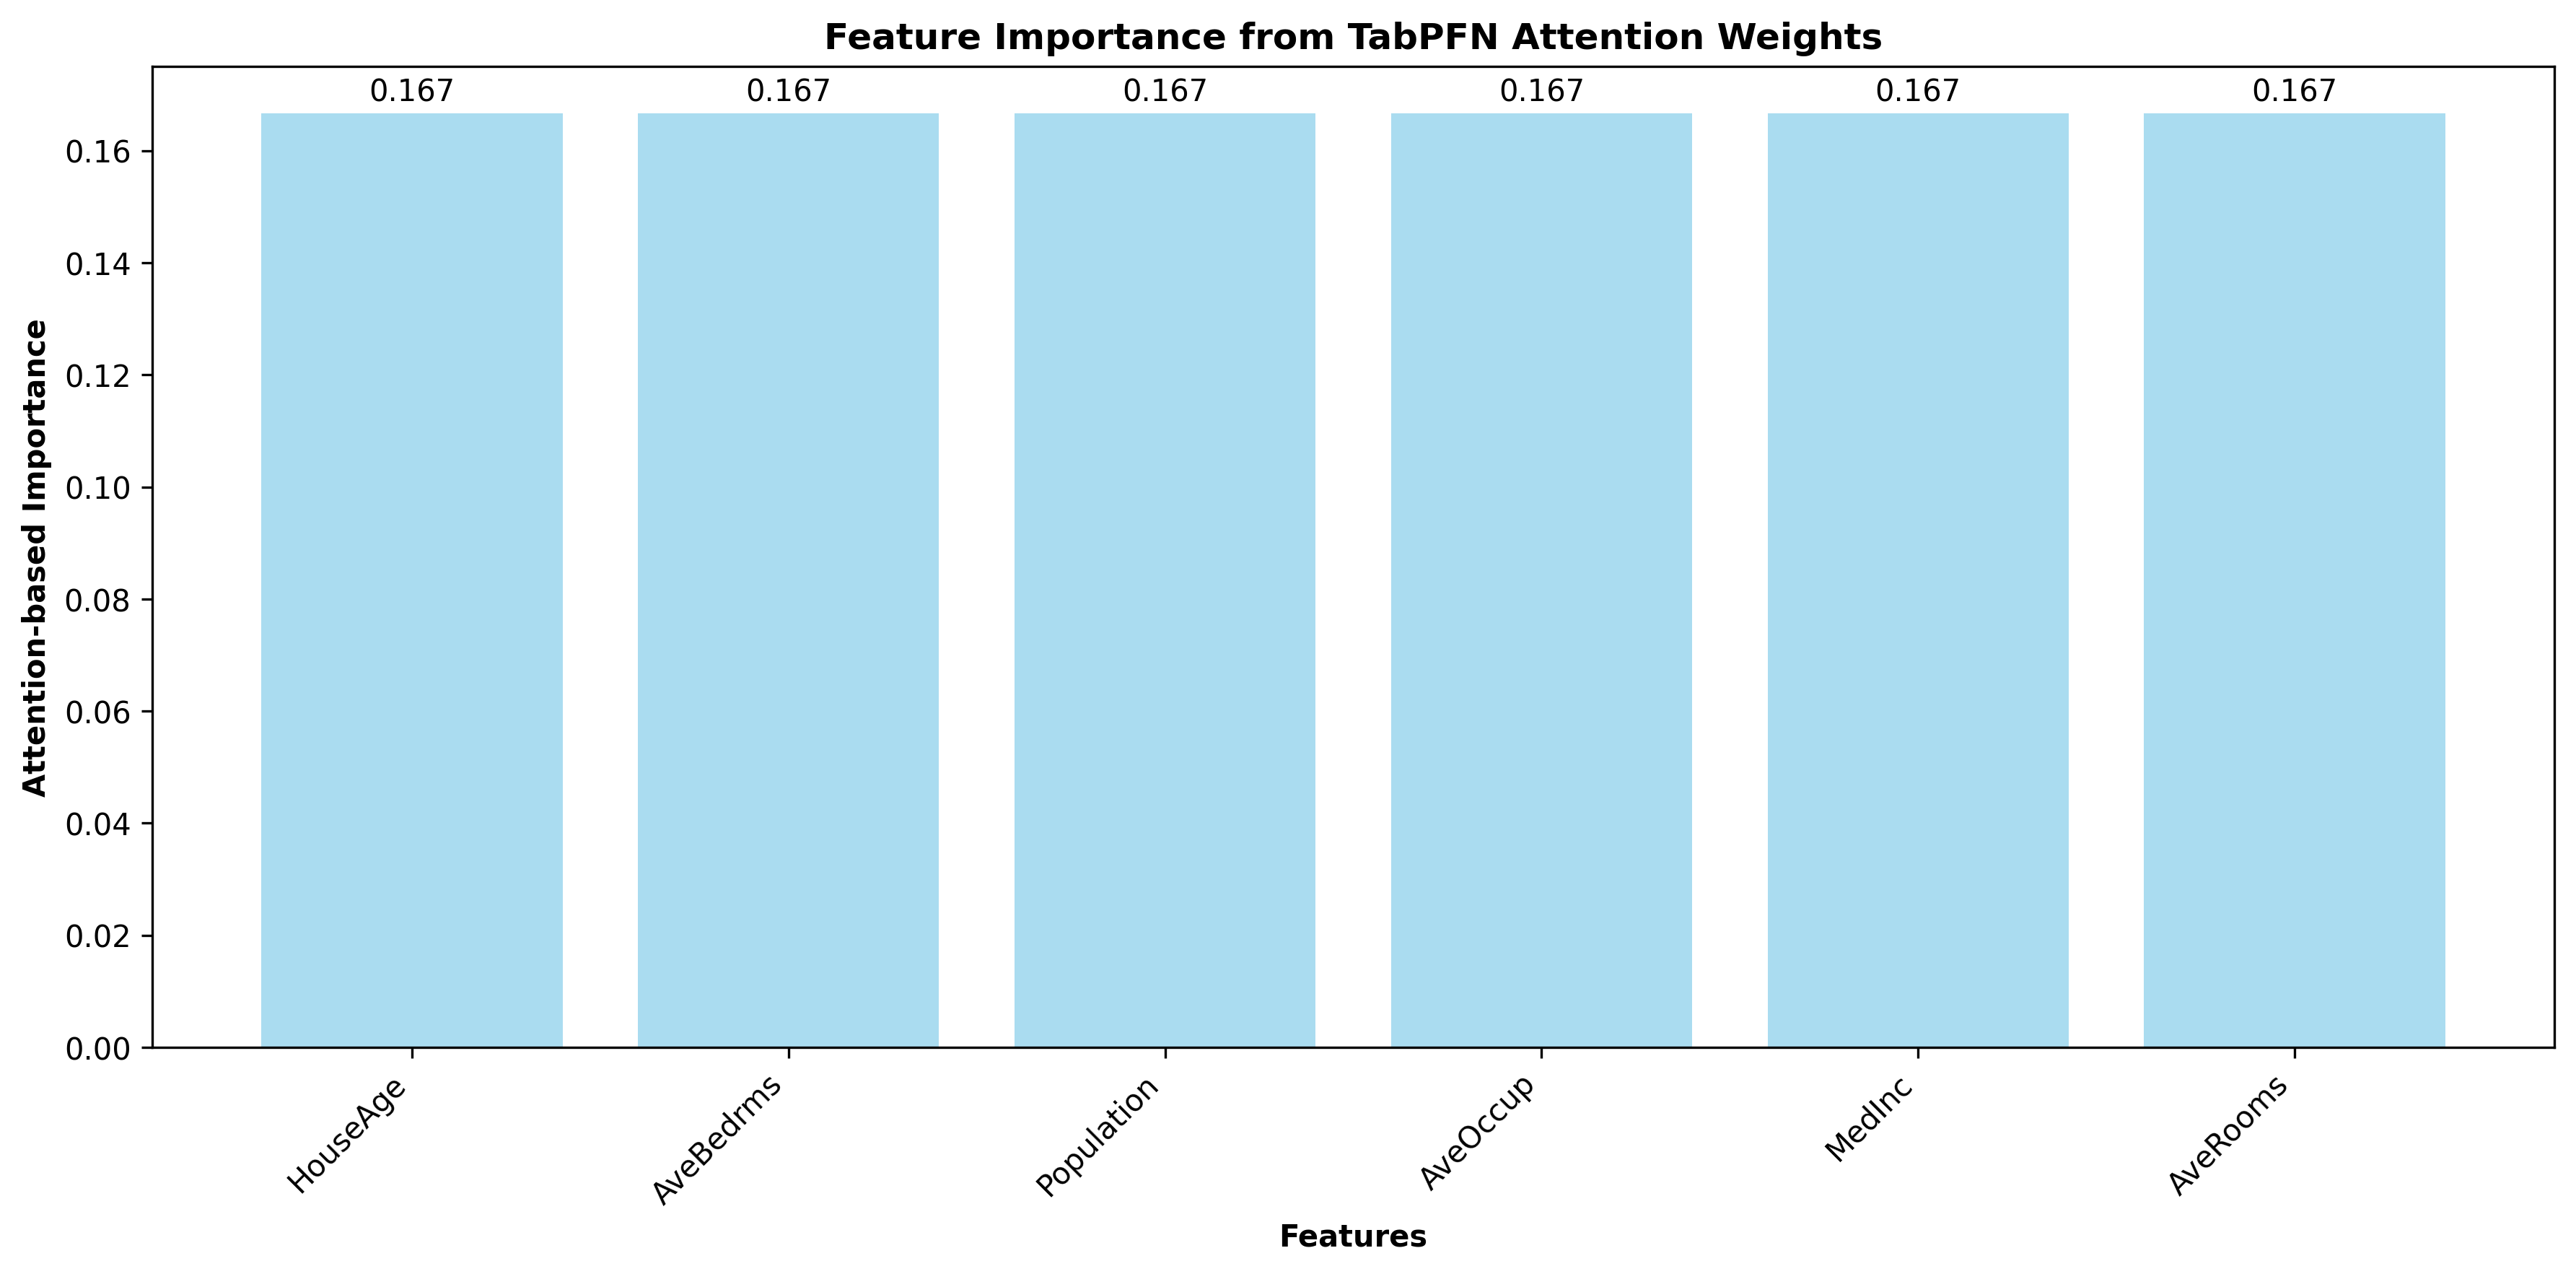 Feature Importance from TabPFN Attention Weights
0.167 0.167 0.167 0.167 0.167 0.167
0.16
0.14
0.12
0.10
0.08
0.06
0.04
0.02
0.00
Attention-based Importance
HouseAge AveBedrms Population AveOccup MedInc AveRooms
Features